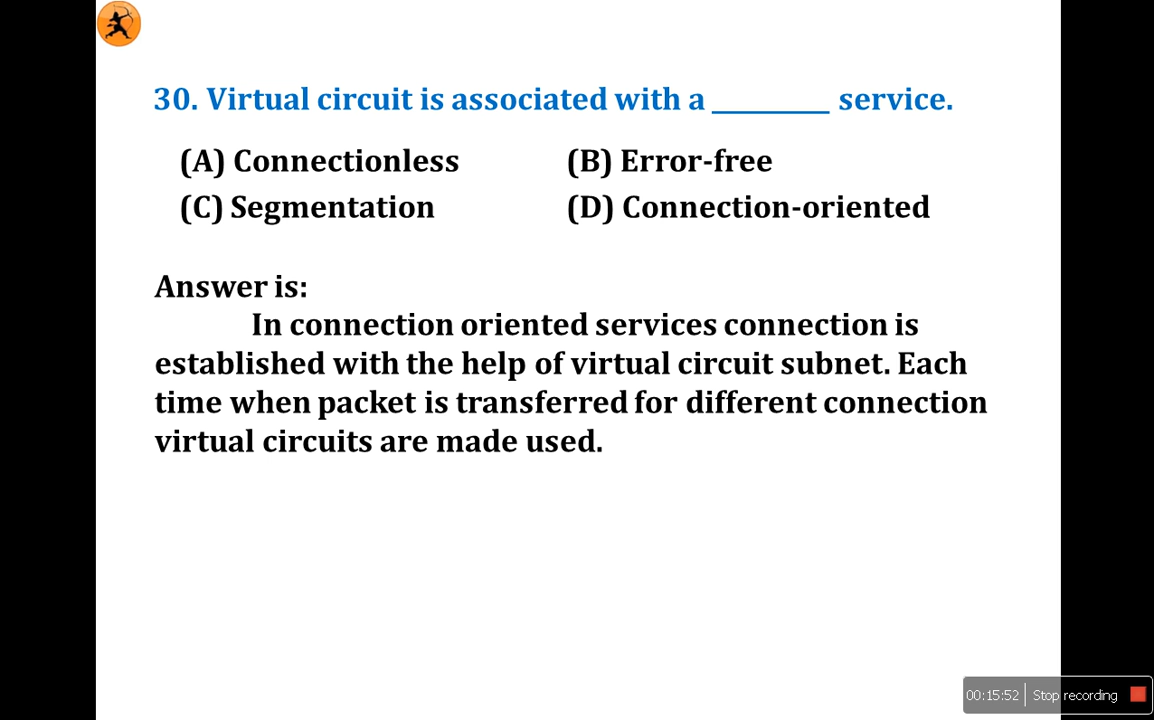 30. Virtual circuit is associated with a _________ service.
(A) Connectionless (B) Error-free
(C) Segmentation (D) Connection-oriented
Answer is:
In connection oriented services connection is
established with the help of virtual circuit subnet. Each
time when packet is transferred for different connection
virtual circuits are made used.
00:15:52 Stop recording